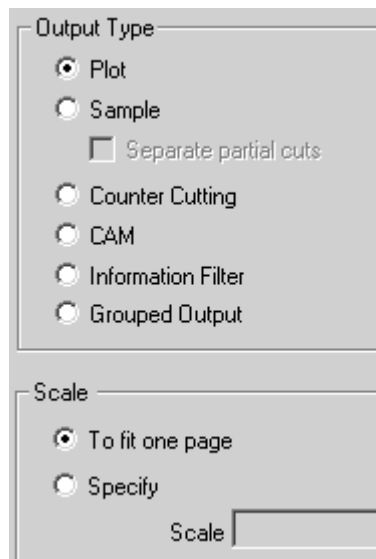 Output Type
Plot
Sample
Separate partial cuts
Counter Cutting
CAM
Information Filter
Grouped Output
Scale
To fit one page
Specify
Scale